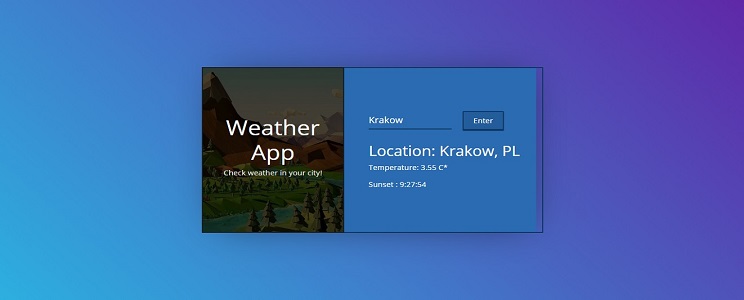 Weather
App
Check weather in your city!
Krakow
Enter
Location: Krakow, PL
Temperature: 3.55 C*
Sunset : 9:27:54